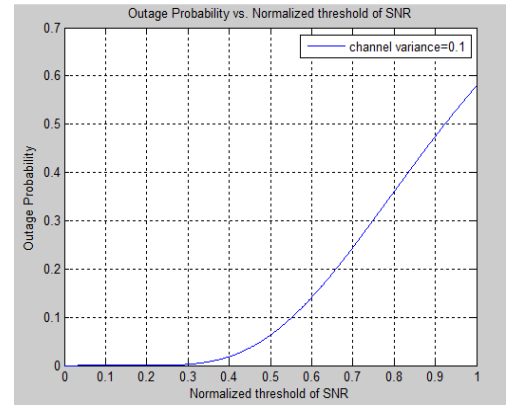 Outage Probability vs. Normalized threshold of SNR
channel variance=0.1
Outage Probability
0.7
0.6
0.5
0.4
0.3
0.2
0.1
0
0 0.1 0.2 0.3 0.4 0.5 0.6 0.7 0.8 0.9 1
Normalized threshold of SNR